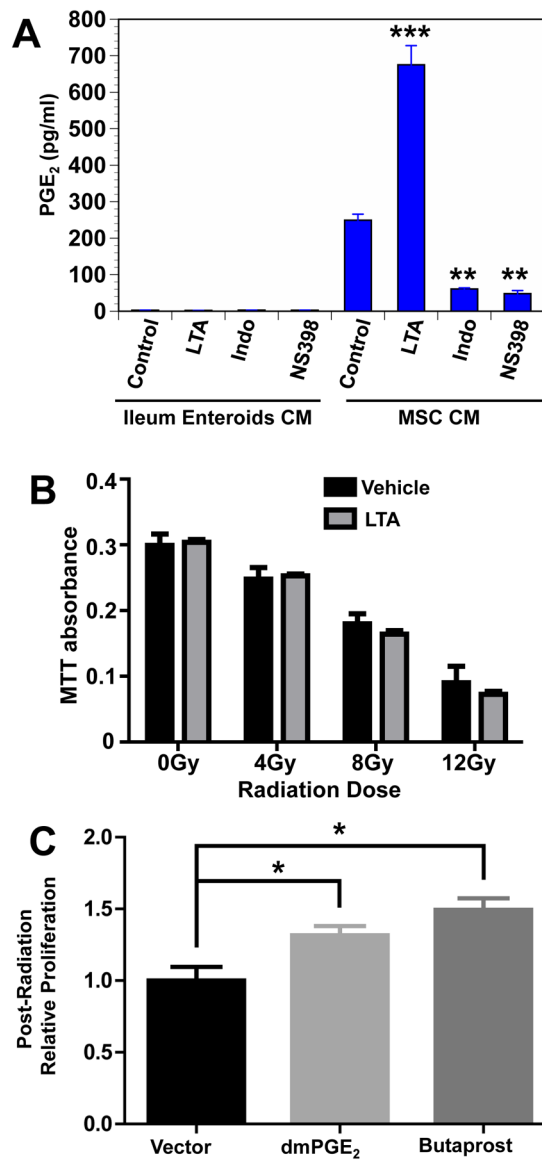 A
PGE₂ (pg/ml)
800
700
600
500
400
300
200
100
0
***
**
**
Control
LTA
Indo
NS398
Control
LTA
Indo
NS398
Ileum Enteroids CM
MSC CM
B
MTT absorbance
0.4
0.3
0.2
0.1
0
Vehicle
LTA
0Gy
4Gy
8Gy
12Gy
Radiation Dose
C
Post-Radiation
Relative Proliferation
2.0
1.5
1.0
0.5
0.0
*
*
Vector
dmPGE₂
Butaprost